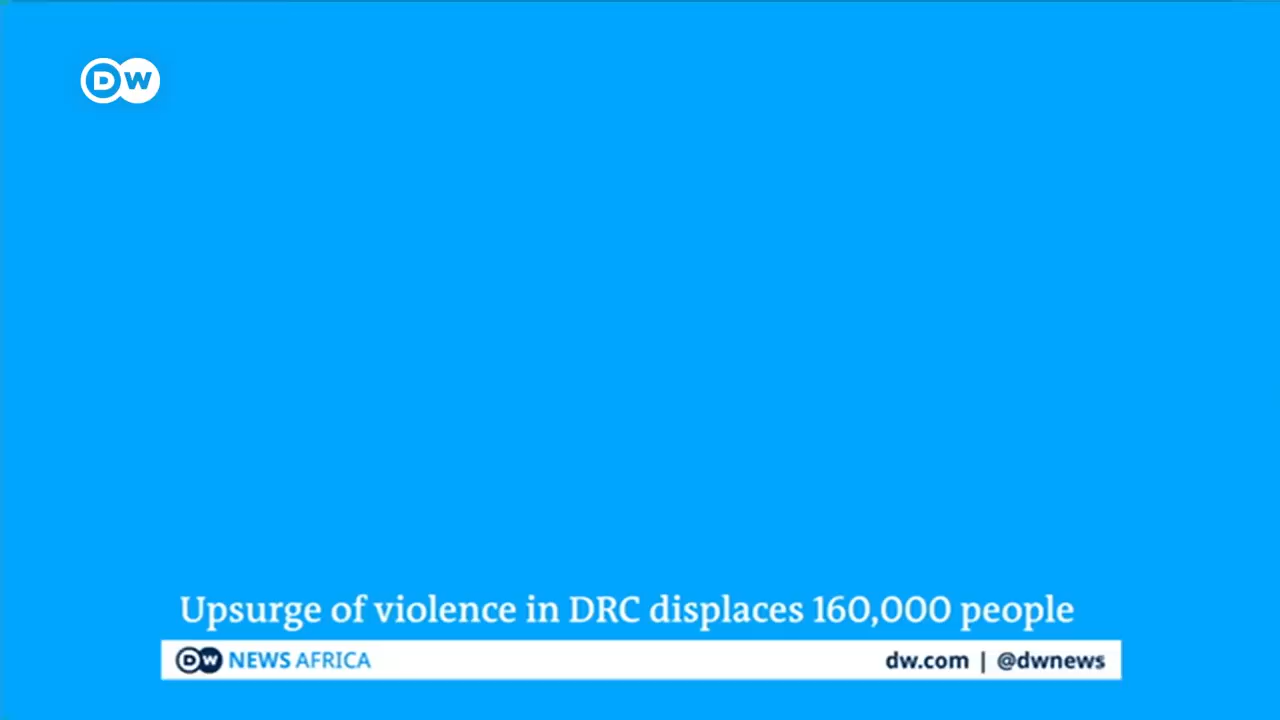 DW
Upsurge of violence in DRC displaces 160,000 people
DW NEWS AFRICA
dw.com | @dwnews